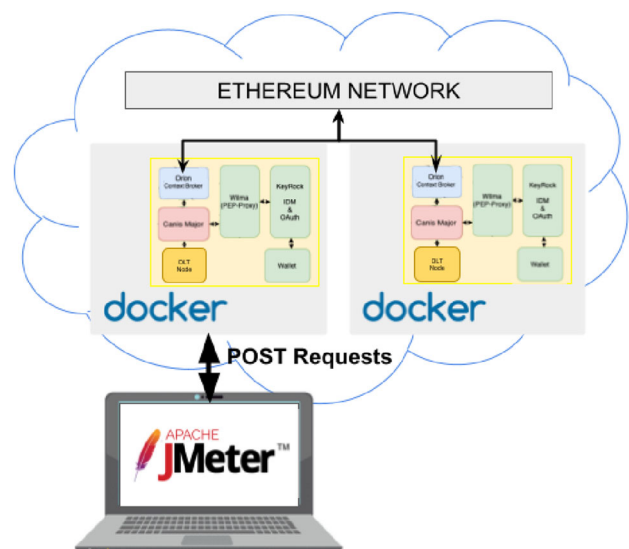 ETHEREUM NETWORK
Orion
Context Broker
Canis Major
DLT
Node
Wilma
(PEP-Proxy)
KeyRock
IDM
&
OAuth
Wallet
docker
Orion
Context Broker
Canis Major
DLT
Node
Wilma
(PEP-Proxy)
KeyRock
IDM
&
OAuth
Wallet
docker
POST Requests
APACHE
JMeter™